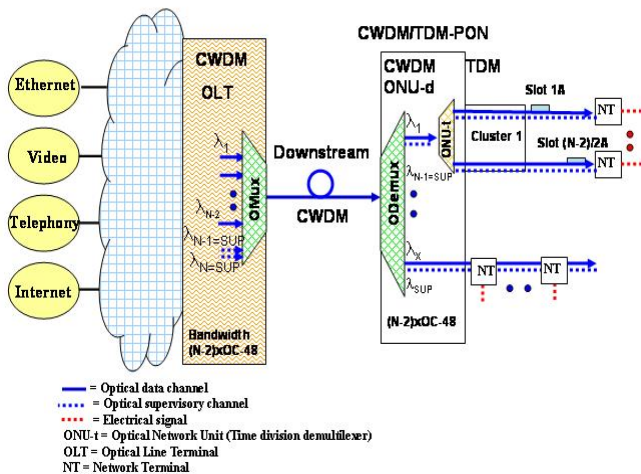 CWDM/TDM-PON
CWDM
OLT
Ethernet
Video
Telephony
Internet
λ1
λN-2
λN-1=SUP
λN=SUP
OMux
Bandwidth
(N-2)xOC-48
Downstream
CWDM
CWDM
ONU-d
TDM
ODemux
λ1
λN-1=SUP
λX
λSUP
(N-2)xOC-48
ONU-t
Cluster 1
Slot 1A
Slot (N-2)/2A
NT
NT
NT
NT
= Optical data channel
= Optical supervisory channel
= Electrical signal
ONU-t = Optical Network Unit (Time division demultilexer)
OLT = Optical Line Terminal
NT = Network Terminal